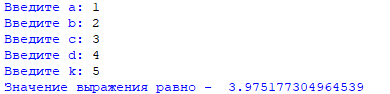 Введите a: 1
Введите b: 2
Введите c: 3
Введите d: 4
Введите k: 5
Значение выражения равно -  3.975177304964539